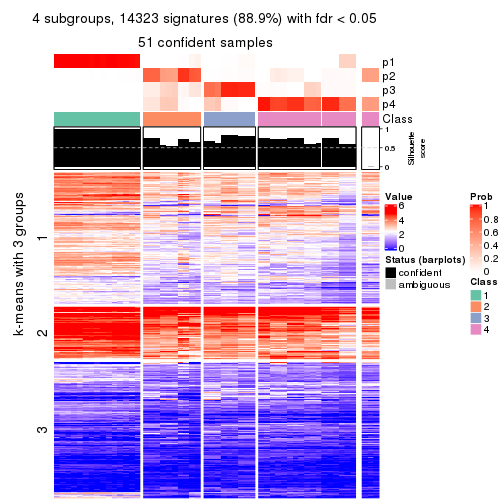 4 subgroups, 14323 signatures (88.9%) with fdr < 0.05
51 confident samples
p1
p2
p3
p4
Class
1
0.5
0
Silhouette
score
k-means with 3 groups
1
2
3
Value
6
4
2
0
Status (barplots)
confident
ambiguous
Prob
1
0.8
0.6
0.4
0.2
0
Class
1
2
3
4